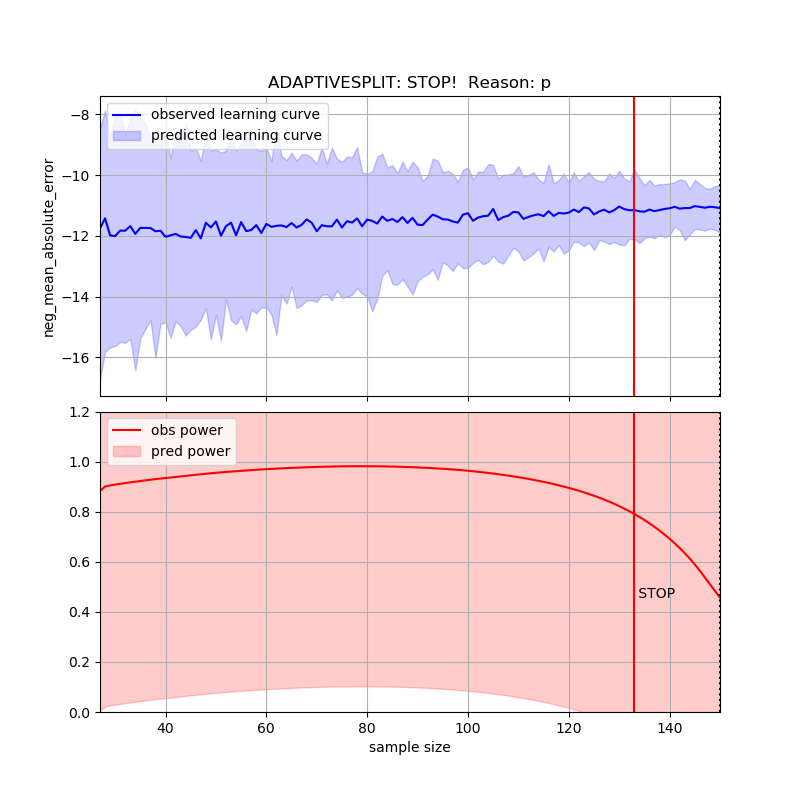 ADAPTIVESPLIT: STOP!  Reason: p
observed learning curve
predicted learning curve
neg_mean_absolute_error
−8
−10
−12
−14
−16
obs power
pred power
1.2
1.0
0.8
0.6
0.4
0.2
0.0
STOP
40 60 80 100 120 140
sample size